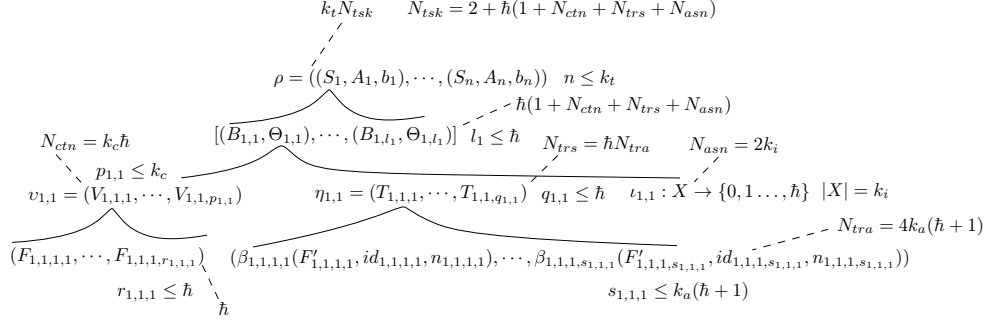 k_t N_{tsk} N_{tsk} = 2 + ℏ(1 + N_{ctn} + N_{trs} + N_{asn})
ρ = ((S_1, A_1, b_1), ⋯, (S_n, A_n, b_n)) n ≤ k_t
ℏ(1 + N_{ctn} + N_{trs} + N_{asn})
[(B_{1,1}, Θ_{1,1}), ⋯, (B_{1,l_1}, Θ_{1,l_1})] l_1 ≤ ℏ
N_{ctn} = k_c ℏ N_{trs} = ℏN_{tra} N_{asn} = 2k_i
p_{1,1} ≤ k_c
υ_{1,1} = (V_{1,1,1}, ⋯, V_{1,1,p_{1,1}}) η_{1,1} = (T_{1,1,1}, ⋯, T_{1,1,q_{1,1}}) q_{1,1} ≤ ℏ ι_{1,1} : X → {0, 1 …, ℏ} |X| = k_i
N_{tra} = 4k_a(ℏ + 1)
(F_{1,1,1,1}, ⋯, F_{1,1,1,r_{1,1,1}}) (β_{1,1,1,1}(F′_{1,1,1,1}, id_{1,1,1,1}, n_{1,1,1,1}), ⋯, β_{1,1,1,s_{1,1,1}}(F′_{1,1,1,s_{1,1,1}}, id_{1,1,1,s_{1,1,1}}, n_{1,1,1,s_{1,1,1}}))
r_{1,1,1} ≤ ℏ s_{1,1,1} ≤ k_a(ℏ + 1)
ℏ